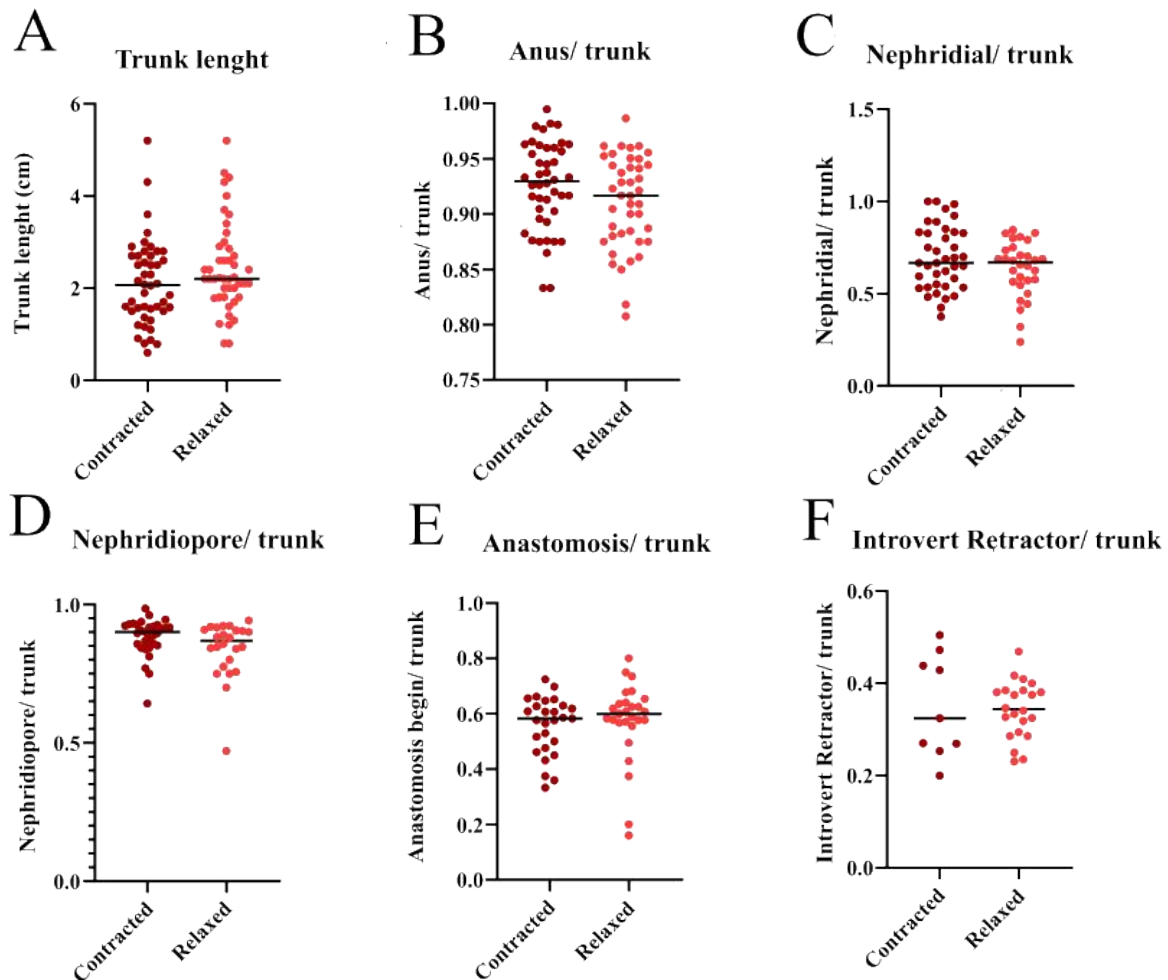 A
Trunk lenght
Trunk lenght (cm)
6
4
2
0
Contracted
Relaxed
B
Anus/ trunk
Anus/ trunk
1.00
0.95
0.90
0.85
0.80
0.75
Contracted
Relaxed
C
Nephridial/ trunk
Nephridial/ trunk
1.5
1.0
0.5
0.0
Contracted
Relaxed
D
Nephridiopore/ trunk
Nephridiopore/ trunk
1.0
0.5
0.0
Contracted
Relaxed
E
Anastomosis/ trunk
Anastomosis begin/ trunk
1.0
0.8
0.6
0.4
0.2
0.0
Contracted
Relaxed
F
Introvert Retractor/ trunk
Introvert Retractor/ trunk
0.6
0.4
0.2
0.0
Contracted
Relaxed